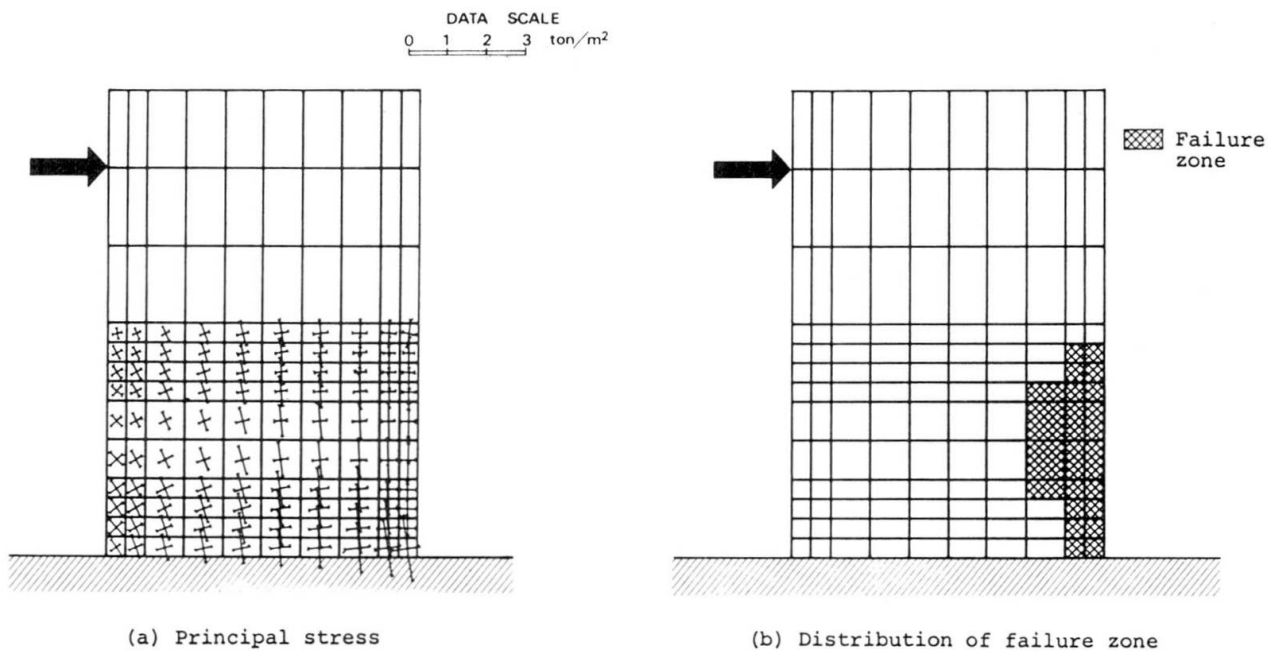 DATA SCALE
0 1 2 3 ton/m²
Failure
zone
(a) Principal stress
(b) Distribution of failure zone